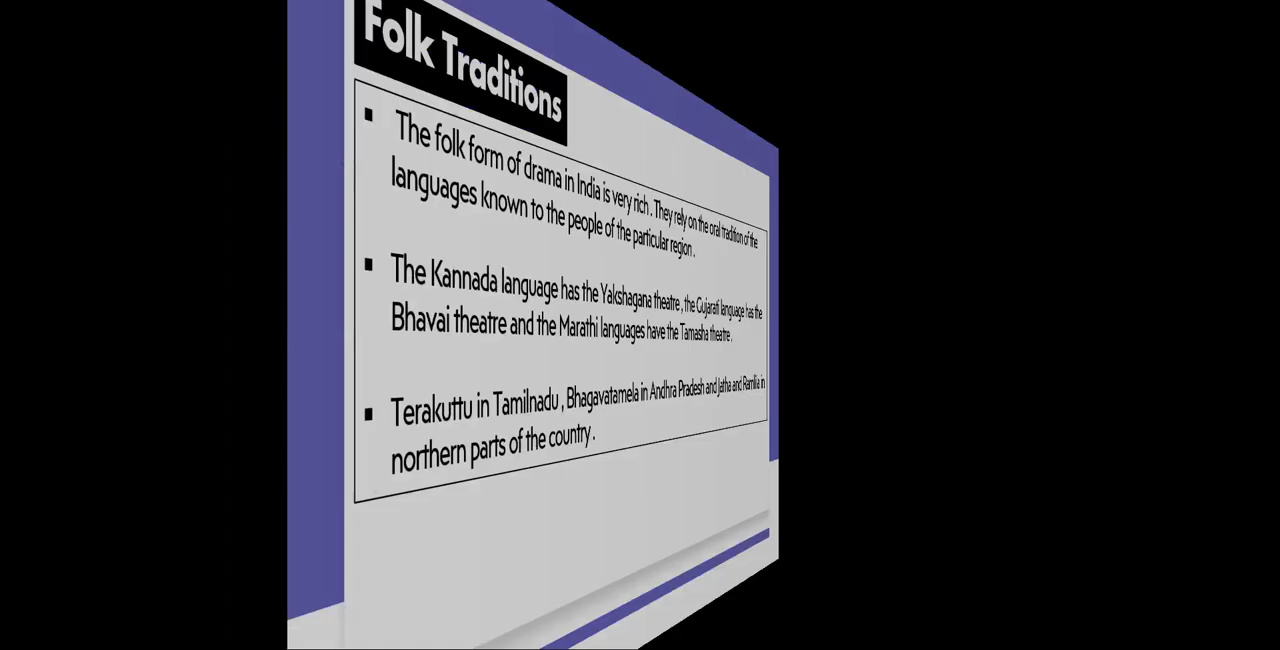 Folk Traditions
▪ The folk form of drama in India is very rich . They rely on the oral tradition of the
languages known to the people of the particular region .
▪ The Kannada language has the Yakshagana theatre , the Gujarati language has the
Bhavai theatre and the Marathi languages have the Tamasha theatre .
▪ Terakuttu in Tamilnadu , Bhagavatamela in Andhra Pradesh and Jatha and Ramlila in
northern parts of the country .